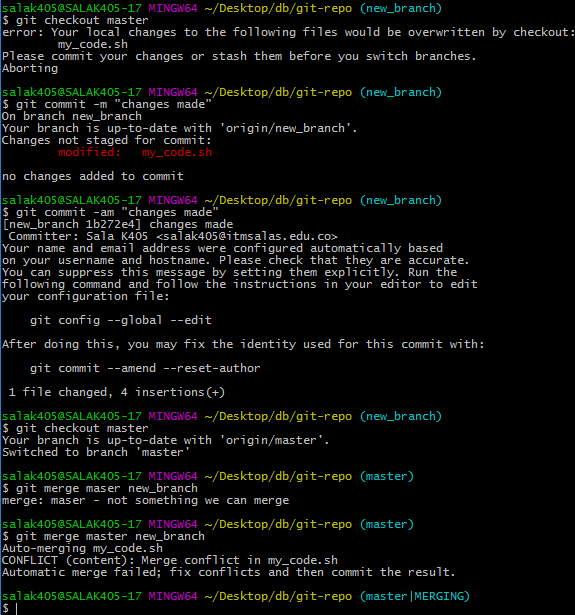 salak405@SALAK405-17 MINGW64 ~/Desktop/db/git-repo (new_branch)
$ git checkout master
error: Your local changes to the following files would be overwritten by checkout:
        my_code.sh
Please commit your changes or stash them before you switch branches.
Aborting

salak405@SALAK405-17 MINGW64 ~/Desktop/db/git-repo (new_branch)
$ git commit -m "changes made"
On branch new_branch
Your branch is up-to-date with 'origin/new_branch'.
Changes not staged for commit:
        modified:   my_code.sh

no changes added to commit

salak405@SALAK405-17 MINGW64 ~/Desktop/db/git-repo (new_branch)
$ git commit -am "changes made"
[new_branch 1b272e4] changes made
 Committer: Sala K405 <salak405@itmsalas.edu.co>
Your name and email address were configured automatically based
on your username and hostname. Please check that they are accurate.
You can suppress this message by setting them explicitly. Run the
following command and follow the instructions in your editor to edit
your configuration file:

    git config --global --edit

After doing this, you may fix the identity used for this commit with:

    git commit --amend --reset-author

 1 file changed, 4 insertions(+)

salak405@SALAK405-17 MINGW64 ~/Desktop/db/git-repo (new_branch)
$ git checkout master
Your branch is up-to-date with 'origin/master'.
Switched to branch 'master'

salak405@SALAK405-17 MINGW64 ~/Desktop/db/git-repo (master)
$ git merge maser new_branch
merge: maser - not something we can merge

salak405@SALAK405-17 MINGW64 ~/Desktop/db/git-repo (master)
$ git merge master new_branch
Auto-merging my_code.sh
CONFLICT (content): Merge conflict in my_code.sh
Automatic merge failed; fix conflicts and then commit the result.

salak405@SALAK405-17 MINGW64 ~/Desktop/db/git-repo (master|MERGING)
$